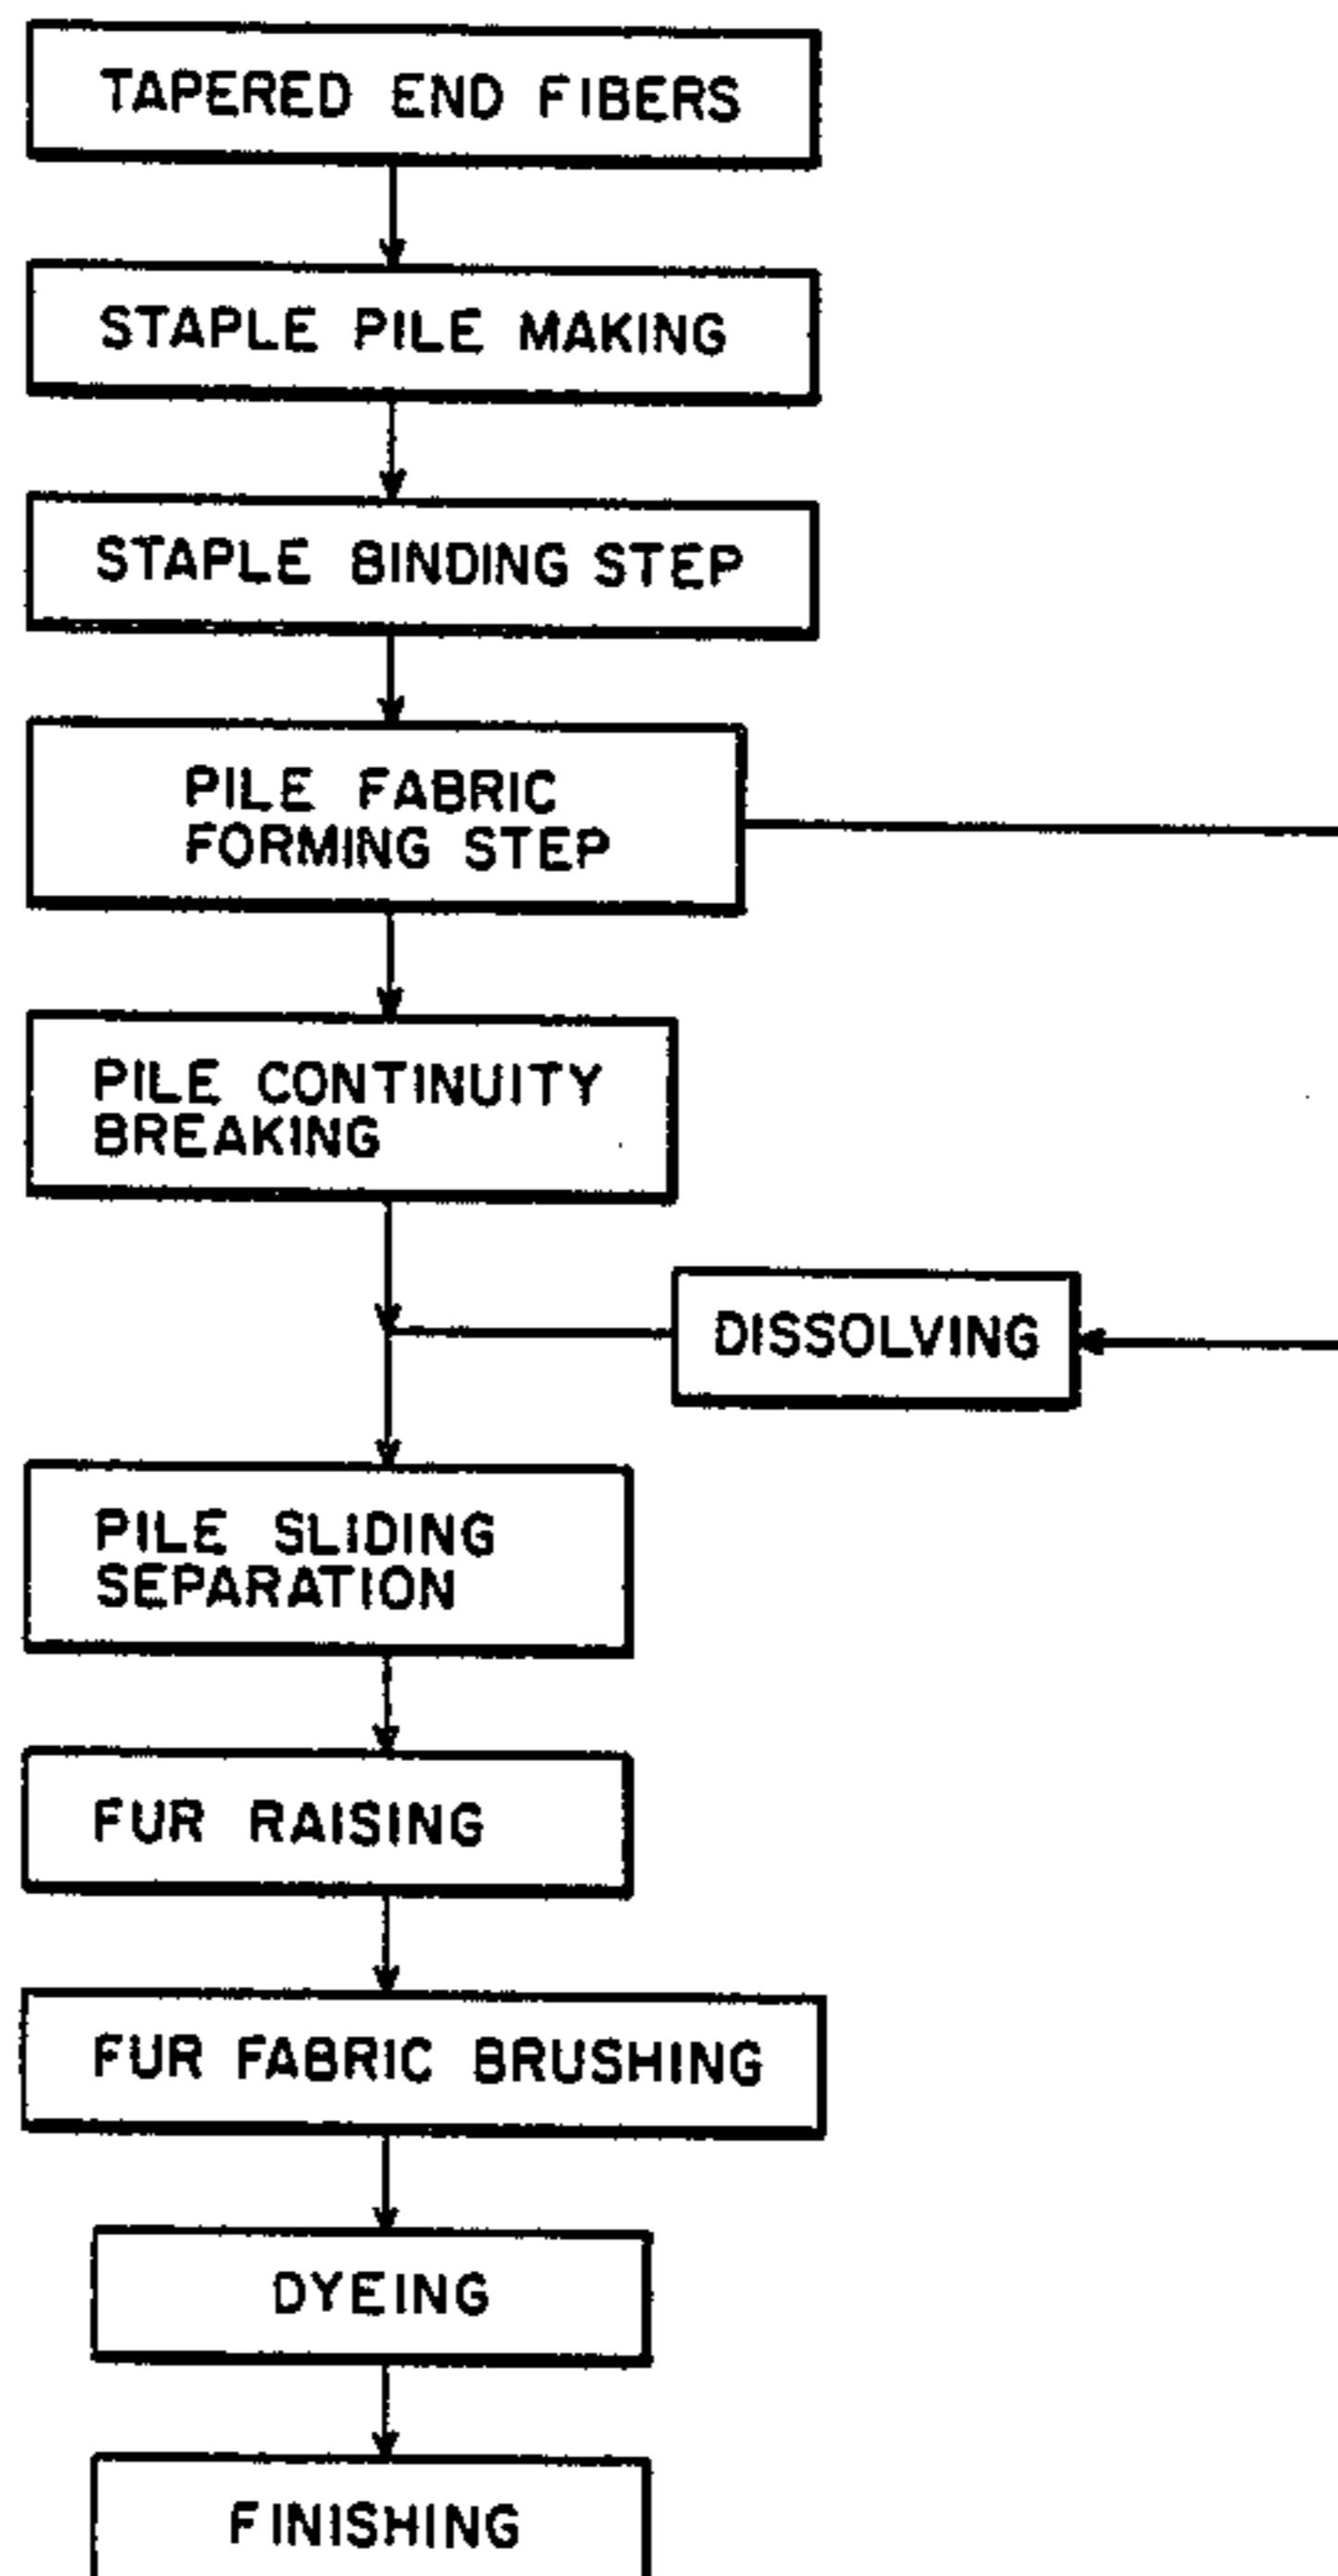 TAPERED END FIBERS
STAPLE PILE MAKING
STAPLE BINDING STEP
PILE FABRIC
FORMING STEP
PILE CONTINUITY
BREAKING
DISSOLVING
PILE SLIDING
SEPARATION
FUR RAISING
FUR FABRIC BRUSHING
DYEING
FINISHING